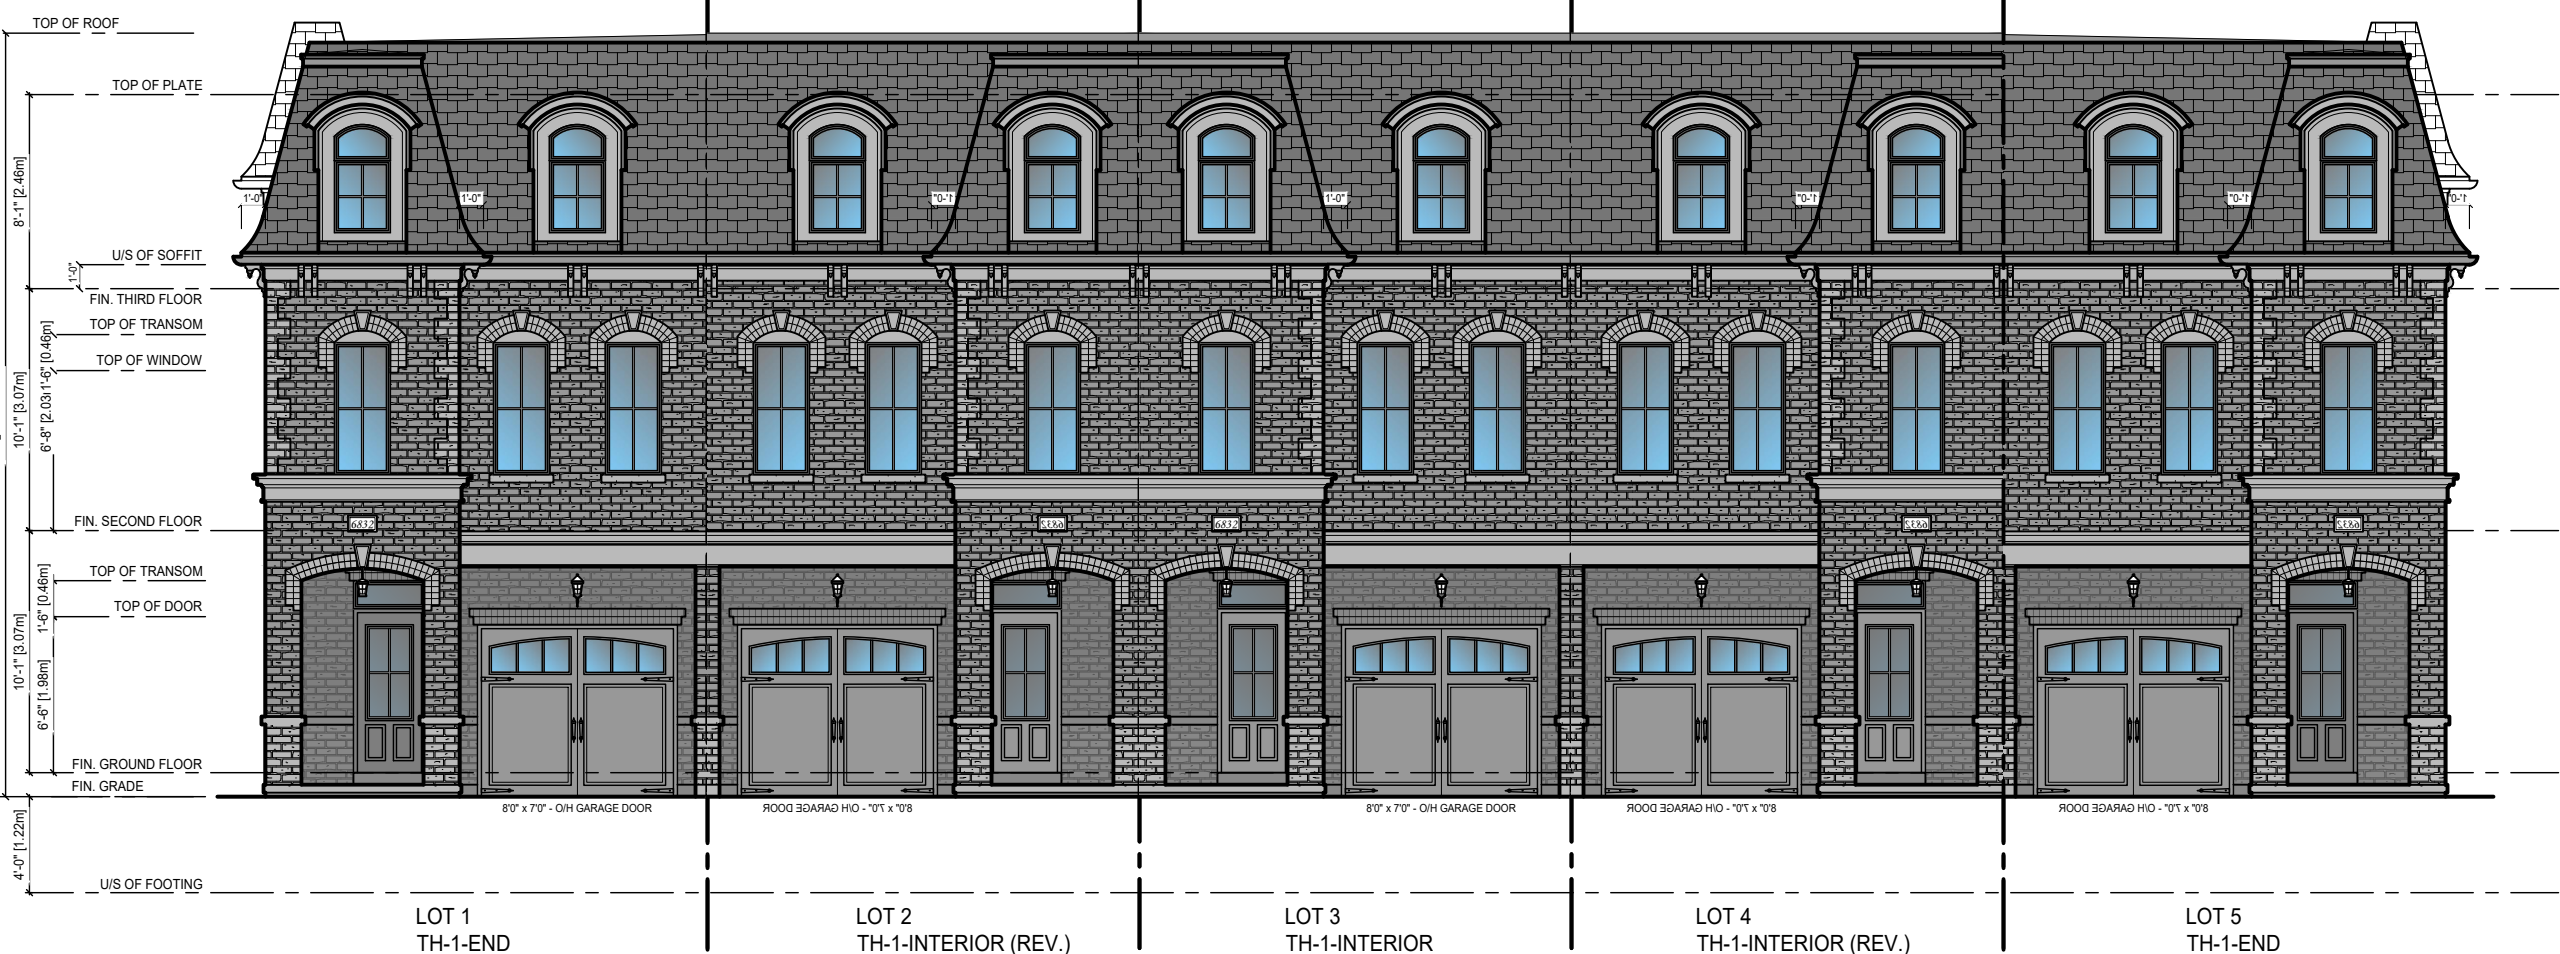 TOP OF ROOF
TOP OF PLATE
8'-1" [2.46m]
1'-0"
1'-0"
1'-0"
1'-0"
1'-0"
1'-0"
1'-0"
U/S OF SOFFIT
1'-0"
FIN. THIRD FLOOR
TOP OF TRANSOM
1'-6" [0.46m]
TOP OF WINDOW
10'-1" [3.07m]
6'-8" [2.03
FIN. SECOND FLOOR
6832
6832
6832
6832
6832
TOP OF TRANSOM
1'-6" [0.46m]
TOP OF DOOR
10'-1" [3.07m]
6'-6" [1.98m]
FIN. GROUND FLOOR
FIN. GRADE
8'0" x 7'0" - O/H GARAGE DOOR
8'0" x 7'0" - O/H GARAGE DOOR
8'0" x 7'0" - O/H GARAGE DOOR
8'0" x 7'0" - O/H GARAGE DOOR
8'0" x 7'0" - O/H GARAGE DOOR
4'-0" [1.22m]
U/S OF FOOTING
LOT 1
TH-1-END
LOT 2
TH-1-INTERIOR (REV.)
LOT 3
TH-1-INTERIOR
LOT 4
TH-1-INTERIOR (REV.)
LOT 5
TH-1-END